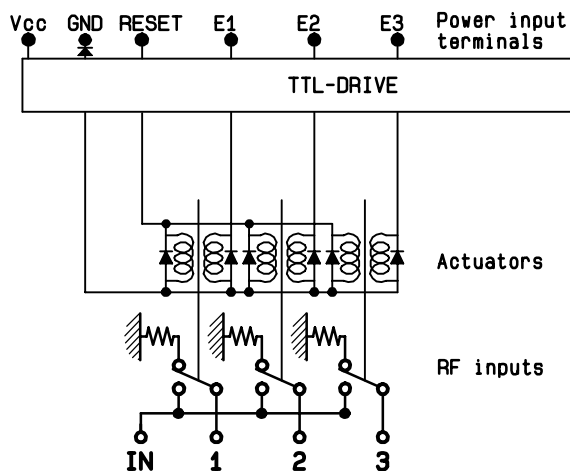 Vcc GND RESET E1 E2 E3 Power input
terminals
TTL-DRIVE
Actuators
RF inputs
IN 1 2 3